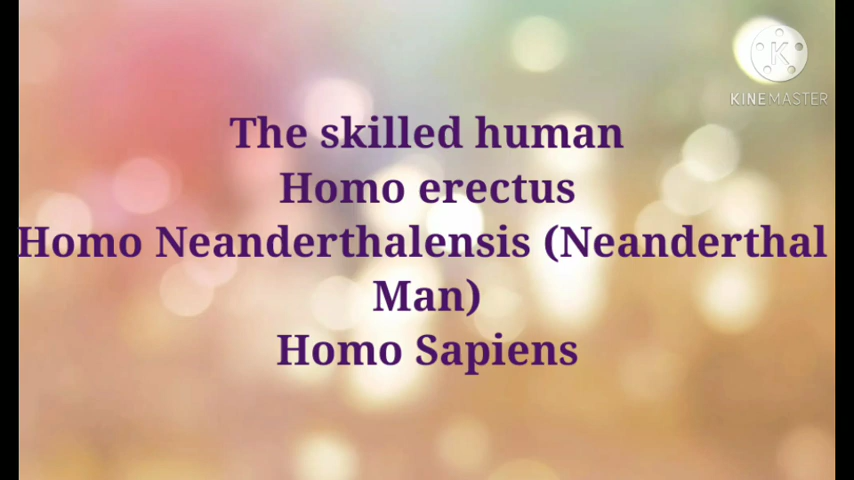 KINEMASTER
The skilled human
Homo erectus
Homo Neanderthalensis (Neanderthal
Man)
Homo Sapiens